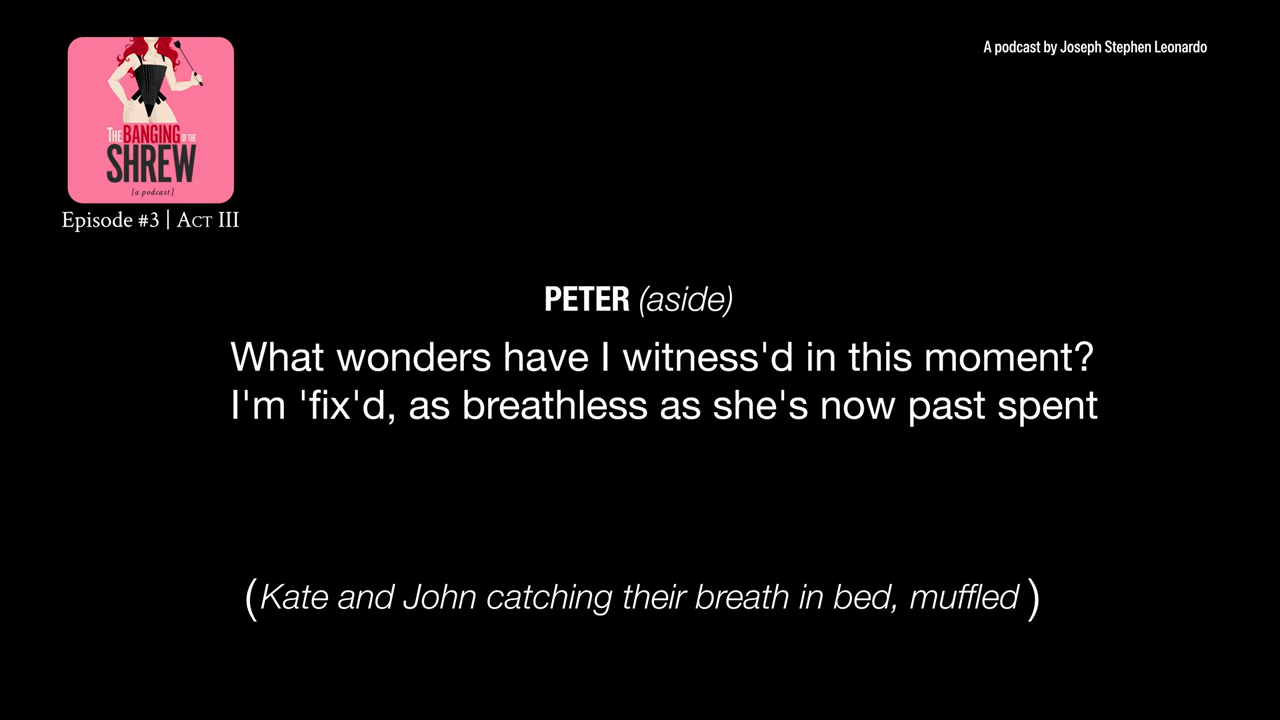 A podcast by Joseph Stephen Leonardo
THE BANGING OF THE
SHREW
[a podcast]
Episode #3 | ACT III
PETER (aside)
What wonders have I witness'd in this moment?
I'm 'fix'd, as breathless as she's now past spent
(Kate and John catching their breath in bed, muffled )